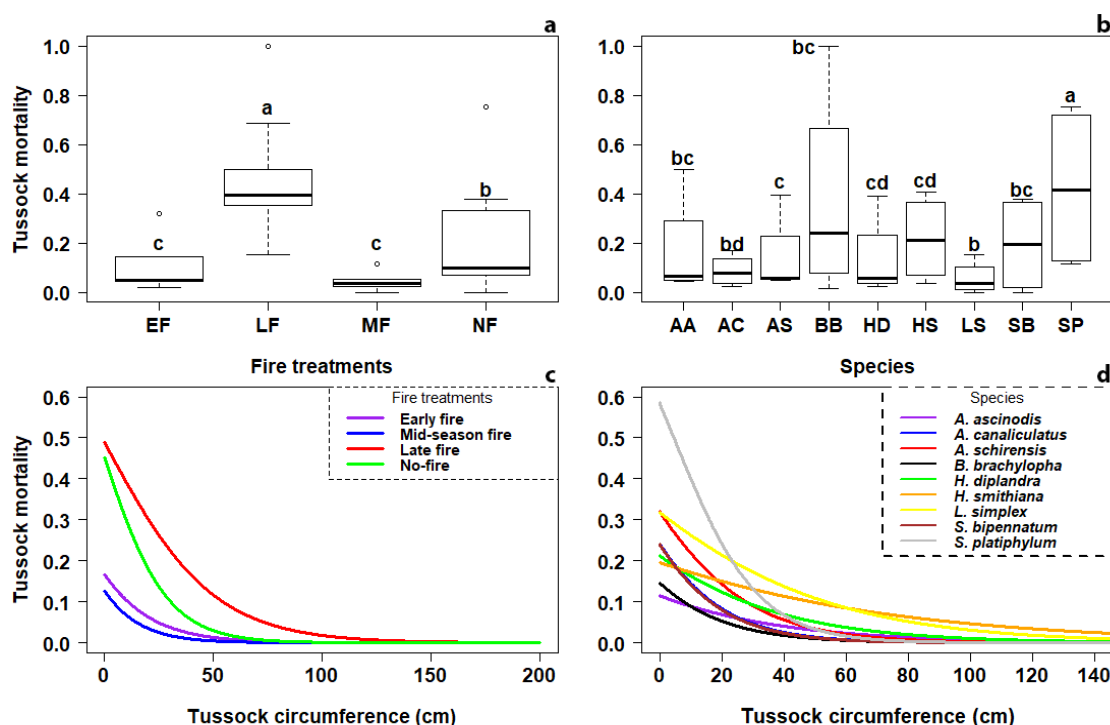 a
Tussock mortality
1.0
0.8
0.6
0.4
0.2
0.0
c
a
c
b
EF LF MF NF
Fire treatments
b
Tussock mortality
1.0
0.8
0.6
0.4
0.2
0.0
bc
bd
c
bc
cd
cd
b
bc
a
AA AC AS BB HD HS LS SB SP
Species
c
Tussock mortality
0.6
0.5
0.4
0.3
0.2
0.1
0.0
Fire treatments
Early fire
Mid-season fire
Late fire
No-fire
0 50 100 150 200
Tussock circumference (cm)
d
Tussock mortality
0.6
0.5
0.4
0.3
0.2
0.1
0.0
Species
A. ascinodis
A. canaliculatus
A. schirensis
B. brachylopha
H. diplandra
H. smithiana
L. simplex
S. bipennatum
S. platiphylum
0 20 40 60 80 100 140
Tussock circumference (cm)